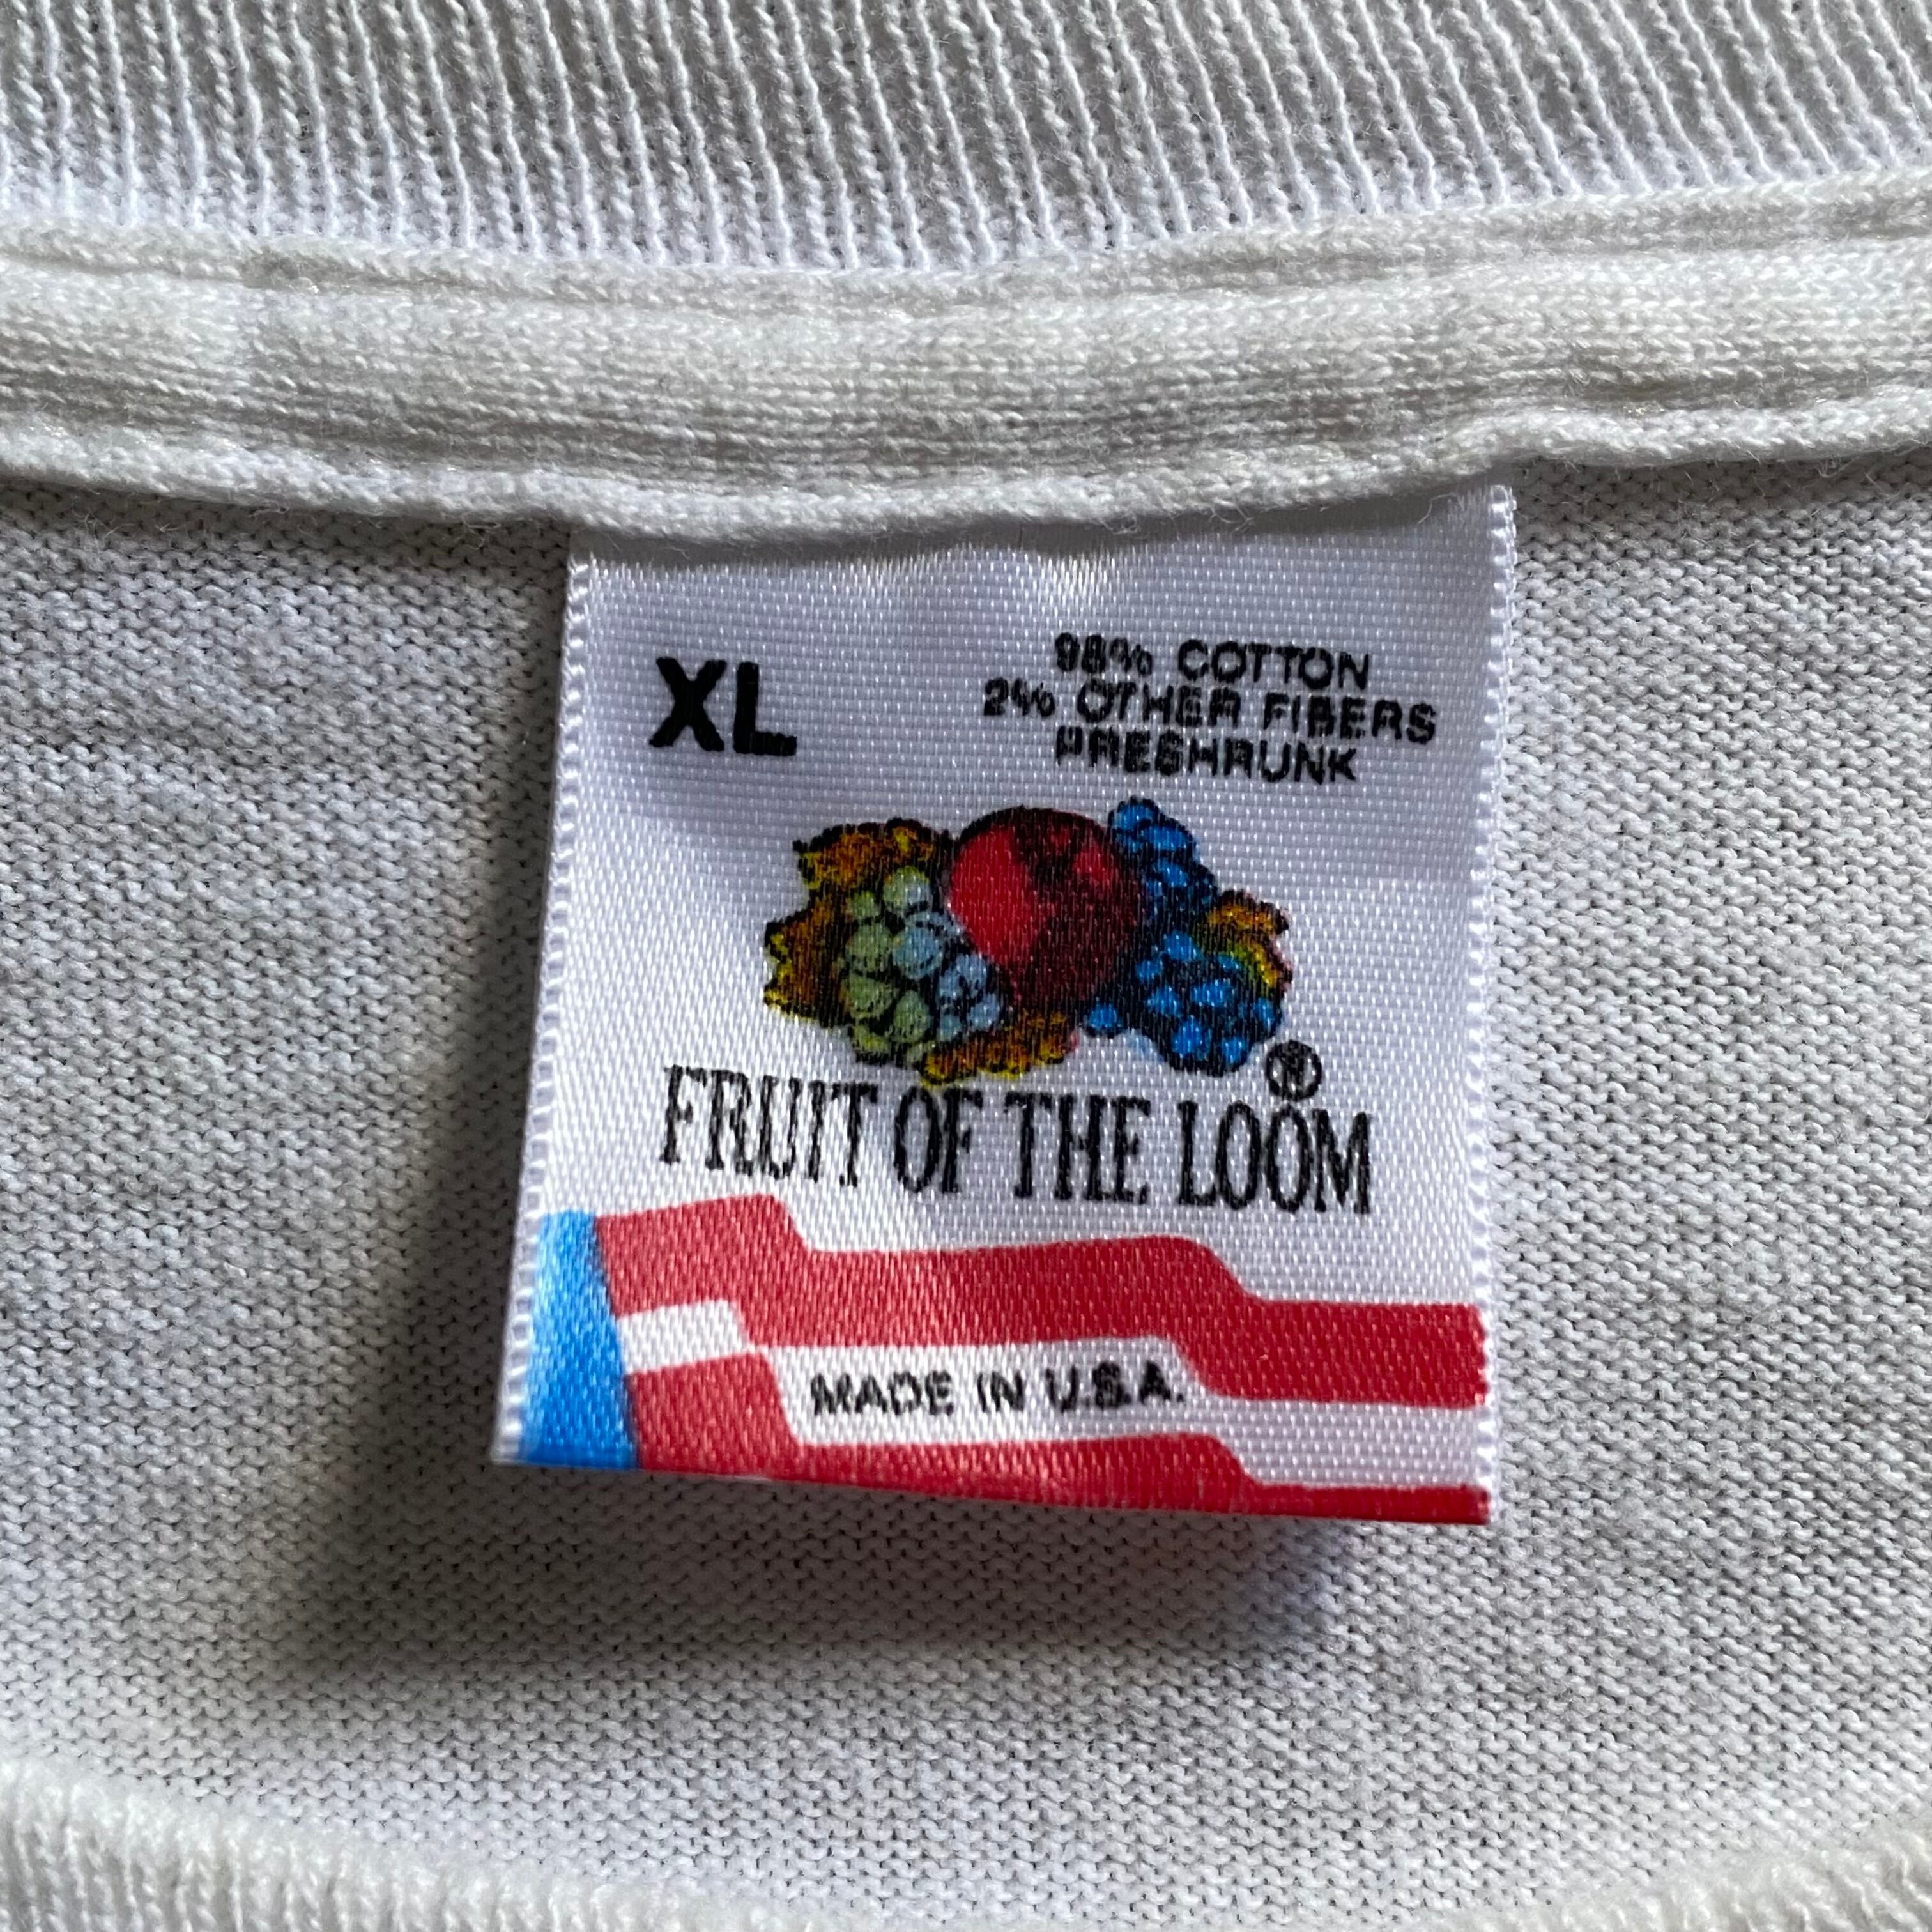 XL
98% COTTON
2% OTHER FIBERS
PRESHRUNK
®
FRUIT OF THE LOOM
MADE IN U.S.A.